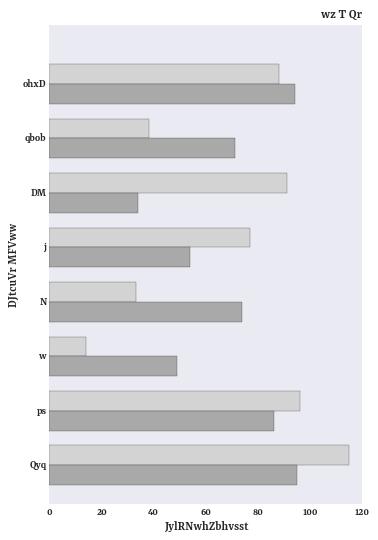 wz T Qr
ohxD
qbob
DM
j
N
w
ps
Qyq
DJtcuVr MFVww
0 20 40 60 80 100 120
JylRNwhZbhvsst